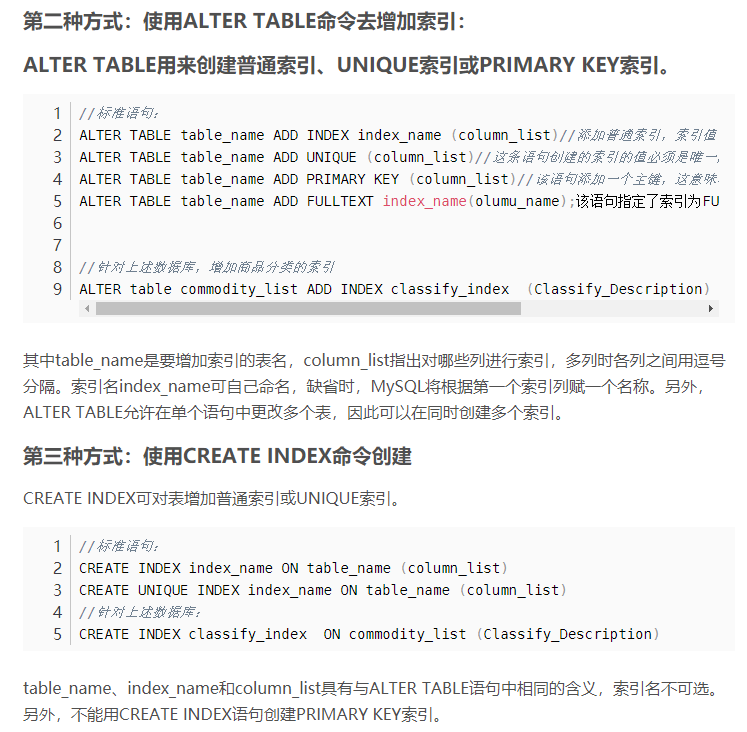 第二种方式：使用ALTER TABLE命令去增加索引：
ALTER TABLE用来创建普通索引、UNIQUE索引或PRIMARY KEY索引。
1 //标准语句：
2 ALTER TABLE table_name ADD INDEX index_name (column_list)//添加普通索引，索引值
3 ALTER TABLE table_name ADD UNIQUE (column_list)//这条语句创建的索引的值必须是唯一
4 ALTER TABLE table_name ADD PRIMARY KEY (column_list)//该语句添加一个主键，这意味
5 ALTER TABLE table_name ADD FULLTEXT index_name(olumu_name);该语句指定了索引为FU
6
7
8 //针对上述数据库，增加商品分类的索引
9 ALTER table commodity_list ADD INDEX classify_index  (Classify_Description)
其中table_name是要增加索引的表名，column_list指出对哪些列进行索引，多列时各列之间用逗号
分隔。索引名index_name可自己命名，缺省时，MySQL将根据第一个索引列赋一个名称。另外，
ALTER TABLE允许在单个语句中更改多个表，因此可以在同时创建多个索引。
第三种方式：使用CREATE INDEX命令创建
CREATE INDEX可对表增加普通索引或UNIQUE索引。
1 //标准语句：
2 CREATE INDEX index_name ON table_name (column_list)
3 CREATE UNIQUE INDEX index_name ON table_name (column_list)
4 //针对上述数据库：
5 CREATE INDEX classify_index  ON commodity_list (Classify_Description)
table_name、index_name和column_list具有与ALTER TABLE语句中相同的含义，索引名不可选。
另外，不能用CREATE INDEX语句创建PRIMARY KEY索引。